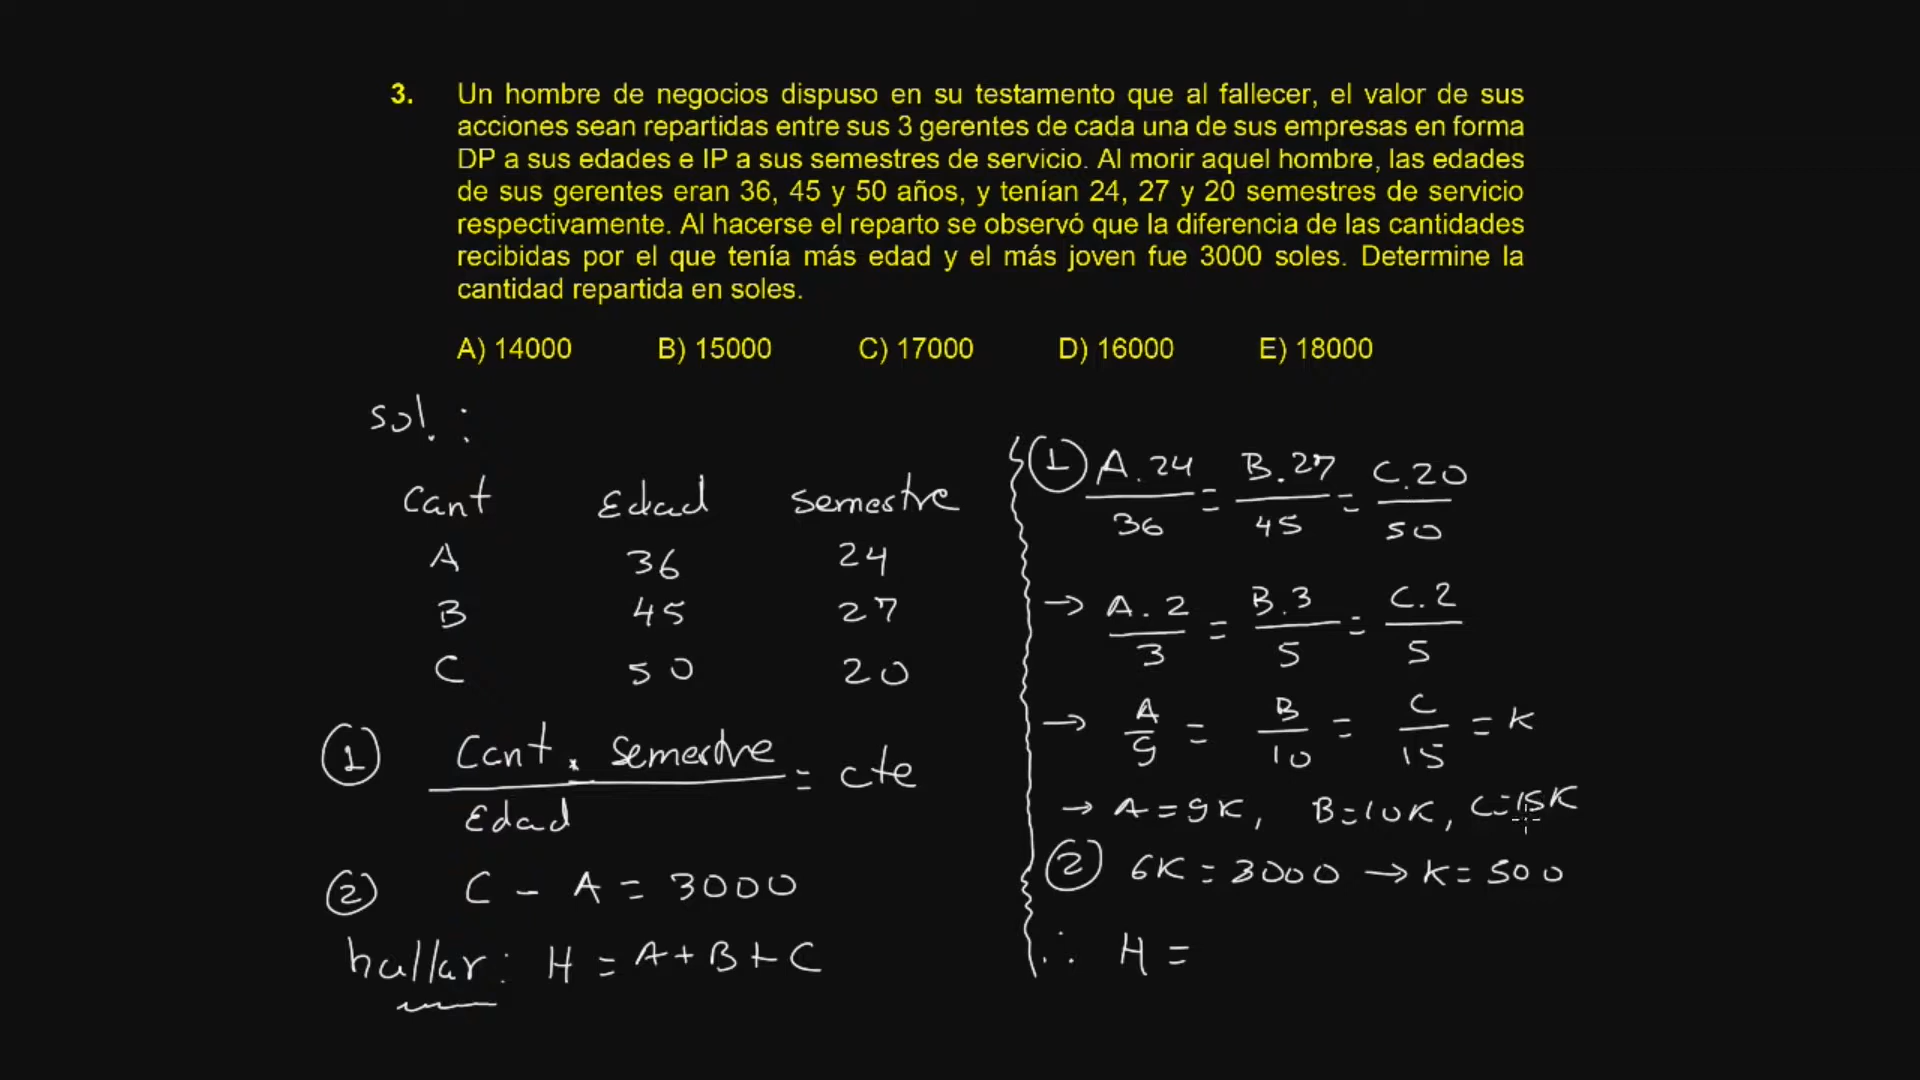 3. Un hombre de negocios dispuso en su testamento que al fallecer, el valor de sus
acciones sean repartidas entre sus 3 gerentes de cada una de sus empresas en forma
DP a sus edades e IP a sus semestres de servicio. Al morir aquel hombre, las edades
de sus gerentes eran 36, 45 y 50 años, y tenían 24, 27 y 20 semestres de servicio
respectivamente. Al hacerse el reparto se observó que la diferencia de las cantidades
recibidas por el que tenía más edad y el más joven fue 3000 soles. Determine la
cantidad repartida en soles.
A) 14000 B) 15000 C) 17000 D) 16000 E) 18000
sol. :
Cant Edad Semestre
A 36 24
B 45 27
C 50 20
① Cant . Semestre / Edad = cte
② C - A = 3000
hallar: H = A + B + C
① A.24/36 = B.27/45 = C.20/50
→ A.2/3 = B.3/5 = C.2/5
→ A/9 = B/10 = C/15 = K
→ A = 9K, B = 10K, C = 15K
② 6K = 3000 → K = 500
∴ H =